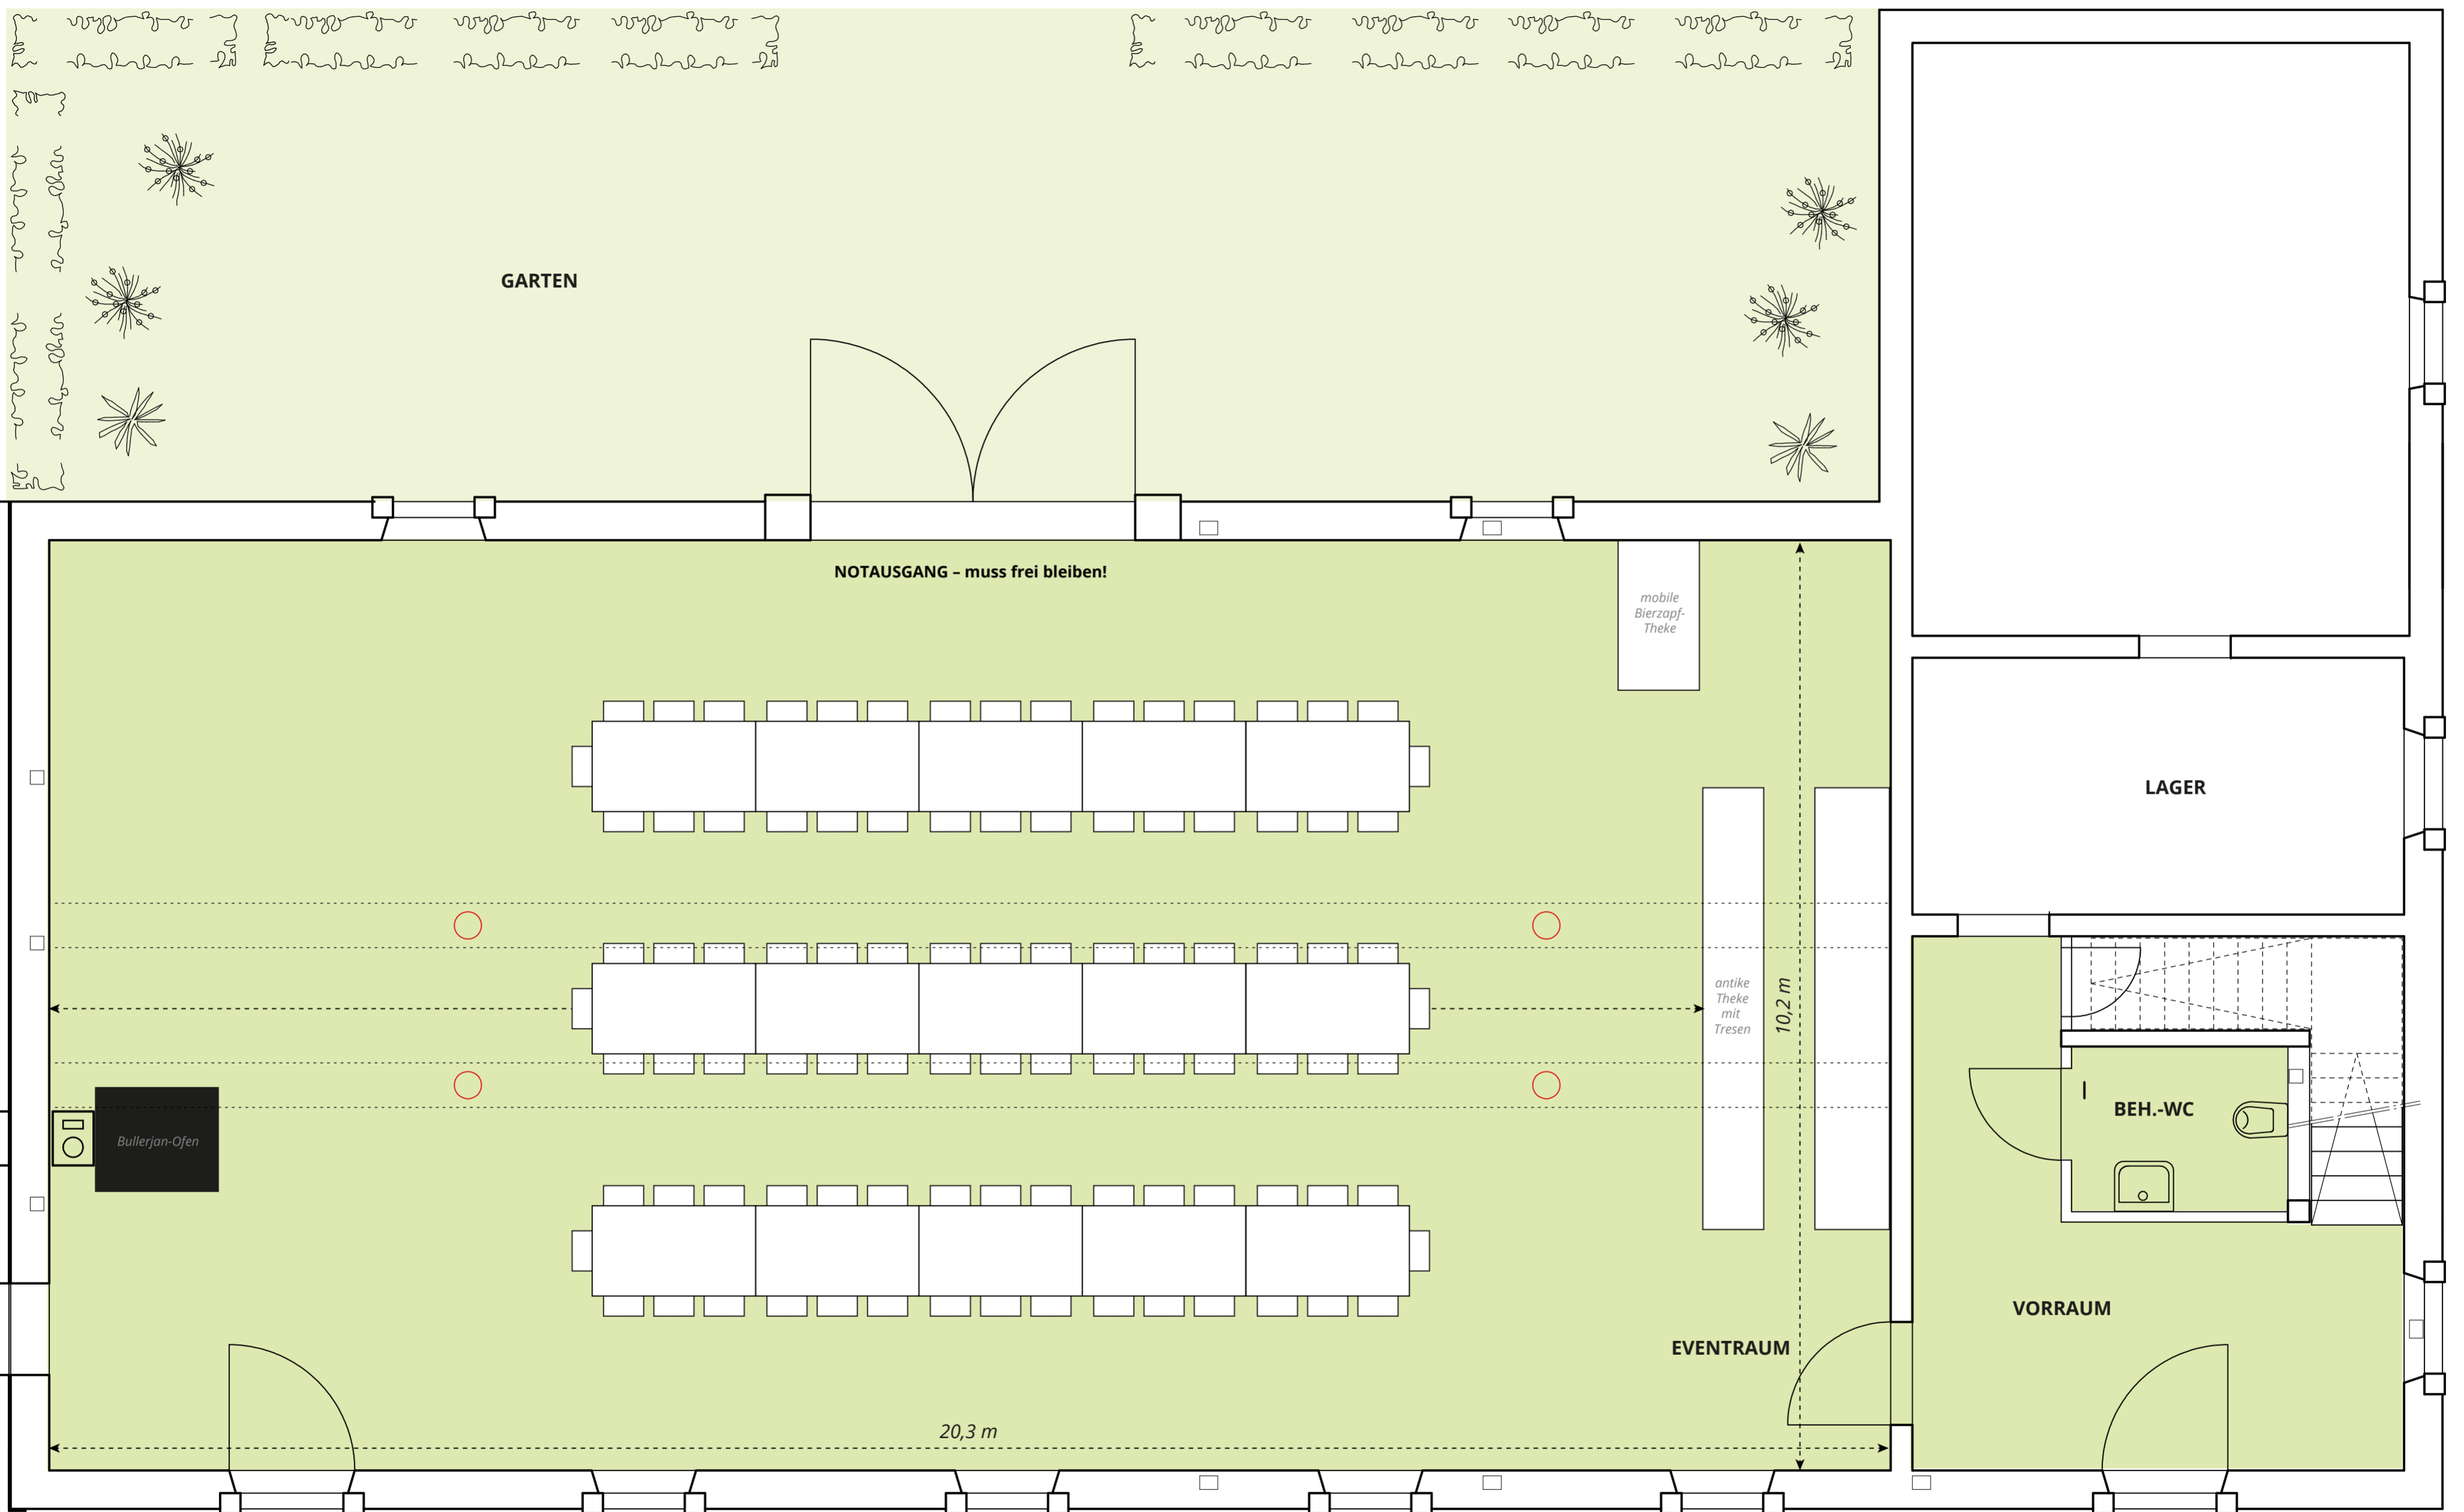 GARTEN
NOTAUSGANG – muss frei bleiben!
mobile
Bierzapf-
Theke
LAGER
antike
Theke
mit
Tresen
10,2 m
BEH.-WC
Bullerjan-Ofen
VORRAUM
EVENTRAUM
20,3 m